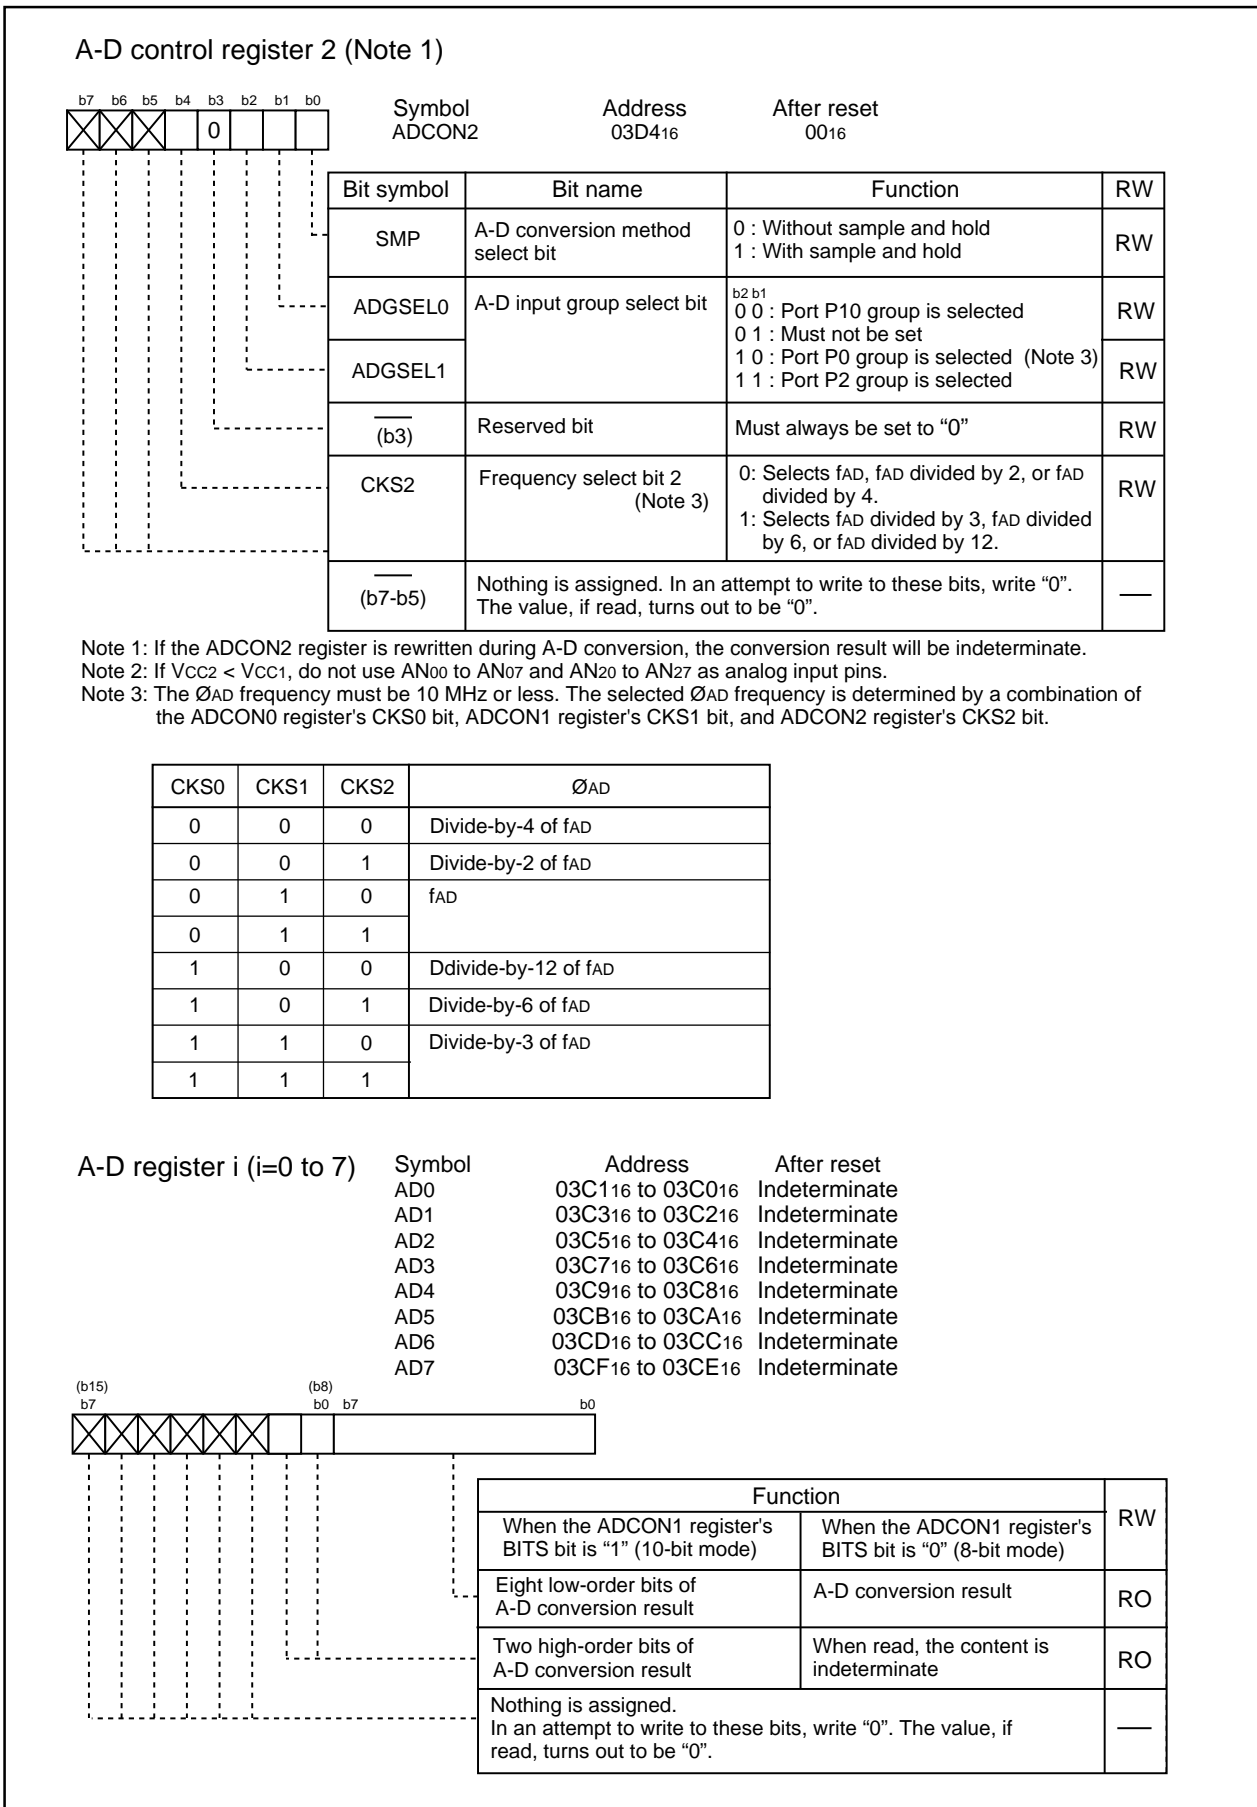 A-D control register 2 (Note 1)
b7 b6 b5 b4 b3 b2 b1 b0
Symbol Address After reset
ADCON2 03D416 0016
0
Bit symbol Bit name Function RW
SMP A-D conversion method select bit 0 : Without sample and hold RW
1 : With sample and hold
ADGSEL0 A-D input group select bit b2 b1 RW
0 0 : Port P10 group is selected
0 1 : Must not be set
ADGSEL1 1 0 : Port P0 group is selected (Note 3) RW
1 1 : Port P2 group is selected
(b3) Reserved bit Must always be set to “0” RW
CKS2 Frequency select bit 2 (Note 3) 0: Selects fAD, fAD divided by 2, or fAD RW
divided by 4.
1: Selects fAD divided by 3, fAD divided
by 6, or fAD divided by 12.
(b7-b5) Nothing is assigned. In an attempt to write to these bits, write “0”. —
The value, if read, turns out to be “0”.
Note 1: If the ADCON2 register is rewritten during A-D conversion, the conversion result will be indeterminate.
Note 2: If VCC2 < VCC1, do not use AN00 to AN07 and AN20 to AN27 as analog input pins.
Note 3: The ØAD frequency must be 10 MHz or less. The selected ØAD frequency is determined by a combination of
the ADCON0 register's CKS0 bit, ADCON1 register's CKS1 bit, and ADCON2 register's CKS2 bit.
CKS0 CKS1 CKS2 ØAD
0 0 0 Divide-by-4 of fAD
0 0 1 Divide-by-2 of fAD
0 1 0 fAD
0 1 1
1 0 0 Ddivide-by-12 of fAD
1 0 1 Divide-by-6 of fAD
1 1 0 Divide-by-3 of fAD
1 1 1
A-D register i (i=0 to 7) Symbol Address After reset
AD0 03C116 to 03C016 Indeterminate
AD1 03C316 to 03C216 Indeterminate
AD2 03C516 to 03C416 Indeterminate
AD3 03C716 to 03C616 Indeterminate
AD4 03C916 to 03C816 Indeterminate
AD5 03CB16 to 03CA16 Indeterminate
AD6 03CD16 to 03CC16 Indeterminate
AD7 03CF16 to 03CE16 Indeterminate
(b15) (b8)
b7 b0 b7 b0
Function RW
When the ADCON1 register's When the ADCON1 register's
BITS bit is “1” (10-bit mode) BITS bit is “0” (8-bit mode)
Eight low-order bits of A-D conversion result RO
A-D conversion result
Two high-order bits of When read, the content is RO
A-D conversion result indeterminate
Nothing is assigned. —
In an attempt to write to these bits, write “0”. The value, if
read, turns out to be “0”.